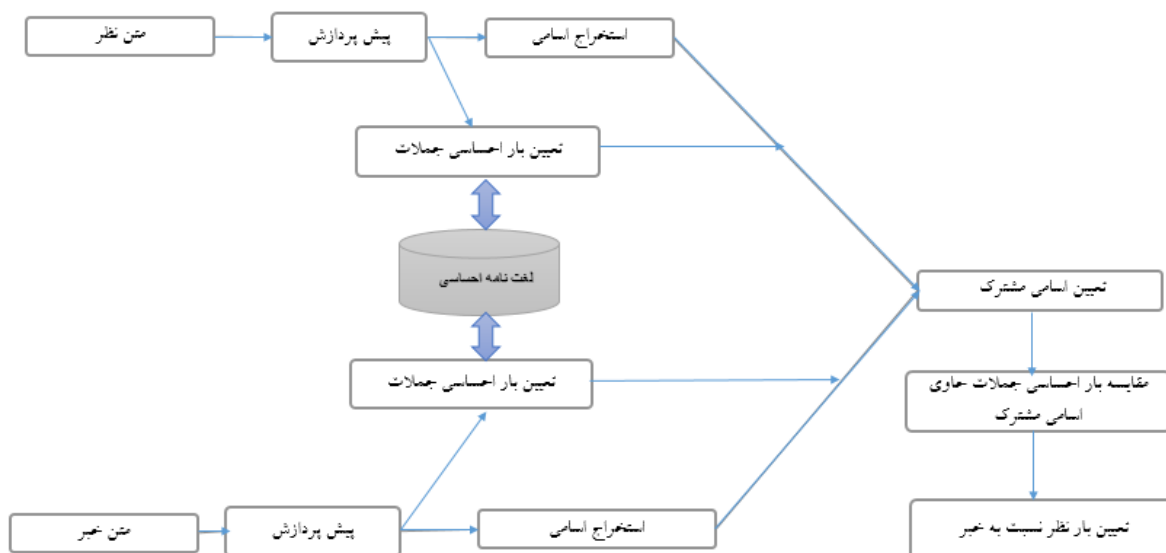 متن نظر
پیش پردازش
استخراج اسامی
تعیین بار احساسی جملات
لغت نامه احساسی
تعیین اسامی مشترک
تعیین بار احساسی جملات
مقایسه بار احساسی جملات حاوی
اسامی مشترک
متن خبر
پیش پردازش
استخراج اسامی
تعیین بار نظر نسبت به خبر